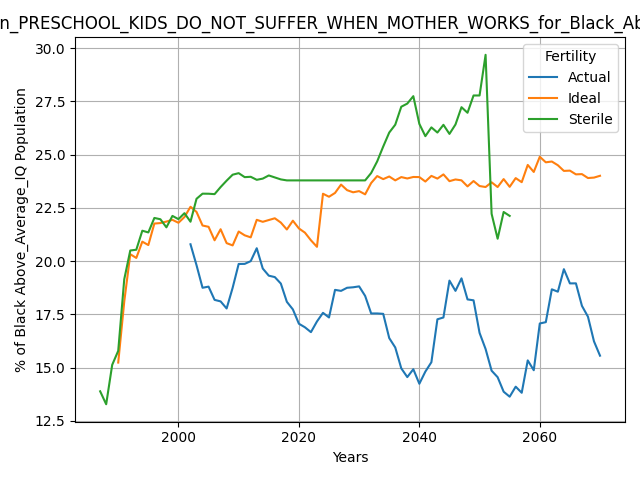 n_PRESCHOOL_KIDS_DO_NOT_SUFFER_WHEN_MOTHER_WORKS_for_Black_Ab
30.0
27.5
25.0
22.5
20.0
17.5
15.0
12.5
% of Black Above_Average_IQ Population
Fertility
Actual
Ideal
Sterile
2000
2020
2040
2060
Years